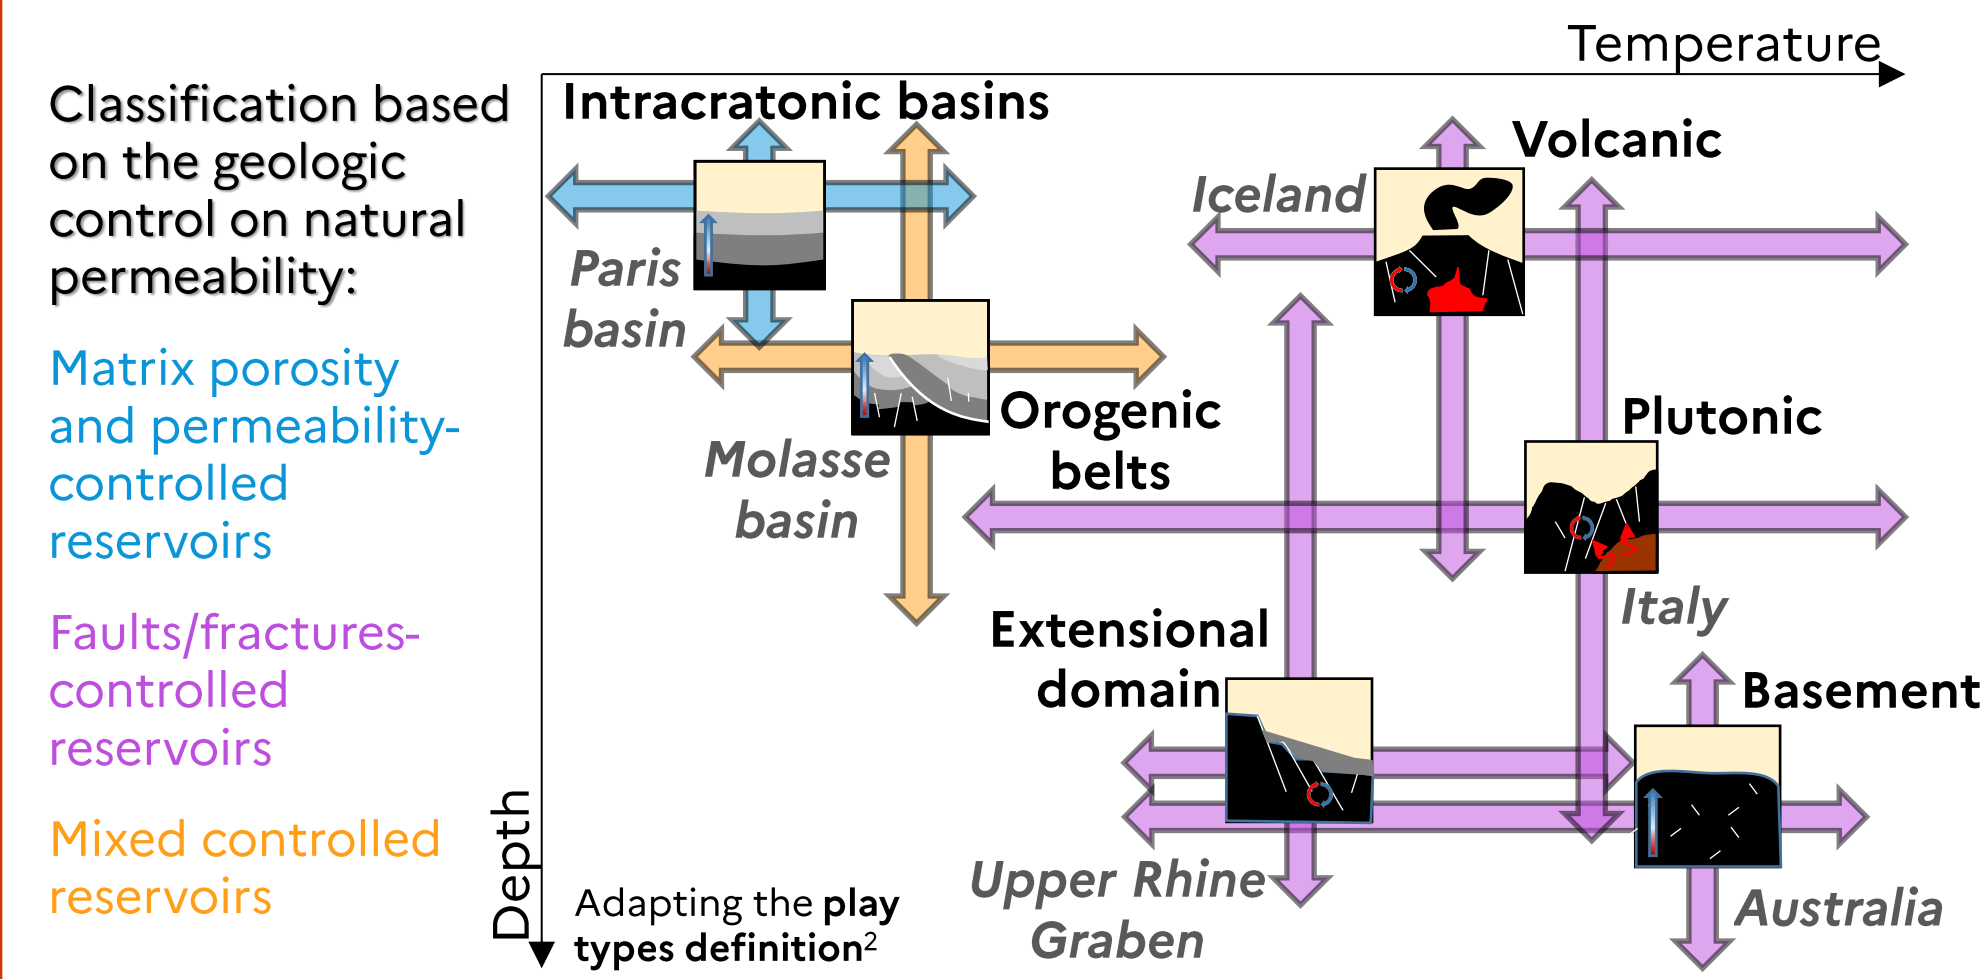 Temperature
Classification based
on the geologic
control on natural
permeability:
Matrix porosity
and permeability-
controlled
reservoirs
Faults/fractures-
controlled
reservoirs
Mixed controlled
reservoirs
Depth
Intracratonic basins
Paris
basin
Molasse
basin
Orogenic
belts
Iceland
Volcanic
Plutonic
Italy
Extensional
domain
Upper Rhine
Graben
Basement
Australia
Adapting the play
types definition²